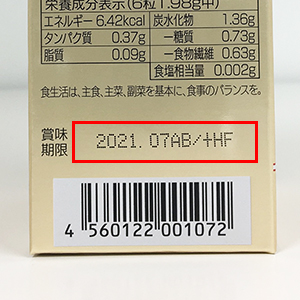 栄養成分表示(6粒1.98g中)
エネルギー 6.42kcal 炭水化物 1.36g
タンパク質 0.37g ー糖質 0.73g
脂質 0.09g ー食物繊維 0.63g
食塩相当量 0.002g
食生活は、主食、主菜、副菜を基本に、食事のバランスを。
賞味
期限
2021.07AB/+HF
4 560122 001072